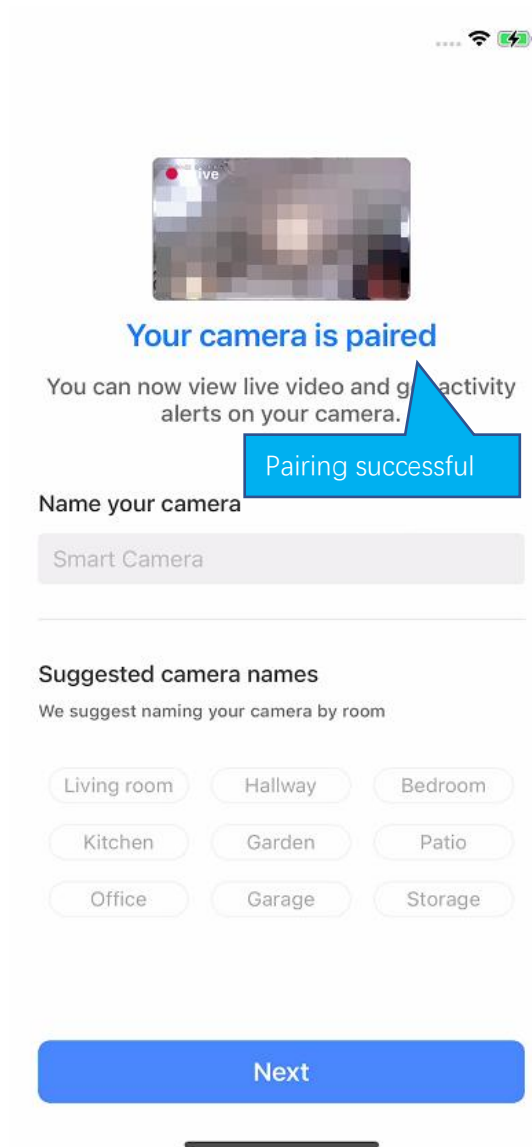 Your camera is paired
You can now view live video and activity
alerts on your camera.
Pairing successful
Name your camera
Smart Camera
Suggested camera names
We suggest naming your camera by room
Living room Hallway Bedroom
Kitchen Garden Patio
Office Garage Storage
Next